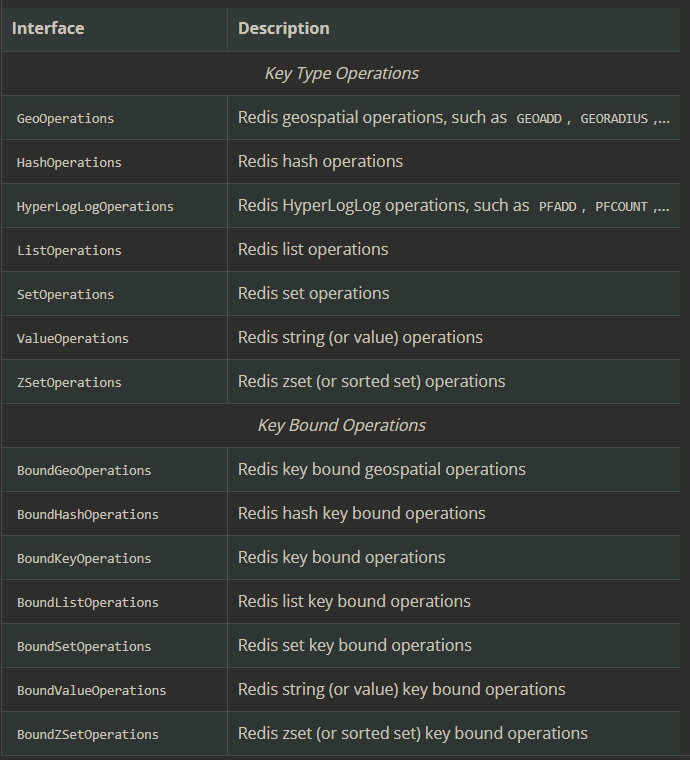 Interface Description
Key Type Operations
GeoOperations Redis geospatial operations, such as GEOADD, GEORADIUS,...
HashOperations Redis hash operations
HyperLogLogOperations Redis HyperLogLog operations, such as PFADD, PFCOUNT,...
ListOperations Redis list operations
SetOperations Redis set operations
ValueOperations Redis string (or value) operations
ZSetOperations Redis zset (or sorted set) operations
Key Bound Operations
BoundGeoOperations Redis key bound geospatial operations
BoundHashOperations Redis hash key bound operations
BoundKeyOperations Redis key bound operations
BoundListOperations Redis list key bound operations
BoundSetOperations Redis set key bound operations
BoundValueOperations Redis string (or value) key bound operations
BoundZSetOperations Redis zset (or sorted set) key bound operations